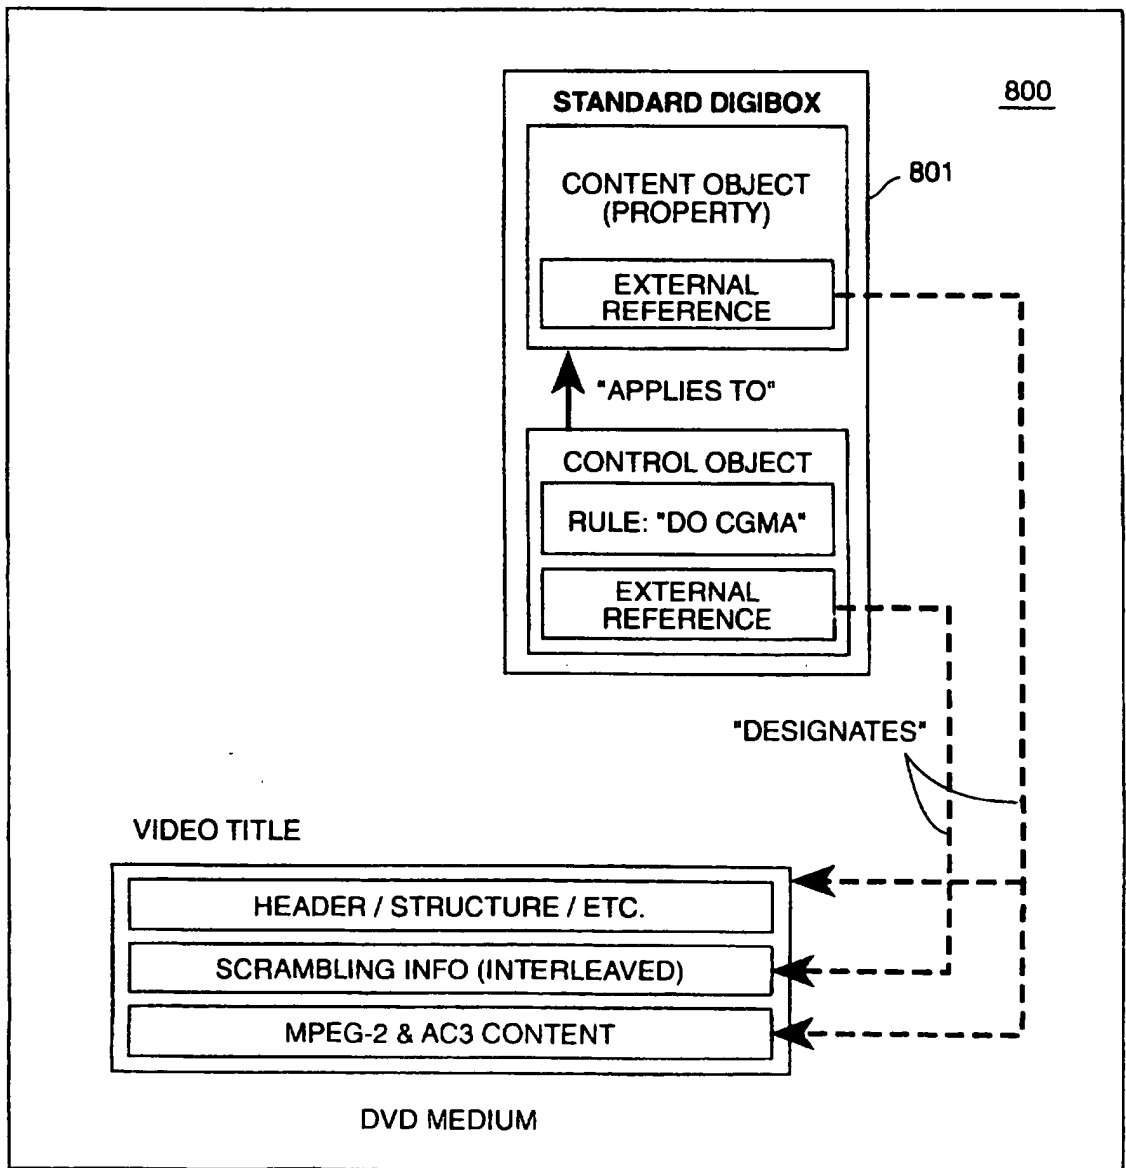 800
STANDARD DIGIBOX
801
CONTENT OBJECT
(PROPERTY)
EXTERNAL
REFERENCE
"APPLIES TO"
CONTROL OBJECT
RULE: "DO CGMA"
EXTERNAL
REFERENCE
"DESIGNATES"
VIDEO TITLE
HEADER / STRUCTURE / ETC.
SCRAMBLING INFO (INTERLEAVED)
MPEG-2 & AC3 CONTENT
DVD MEDIUM